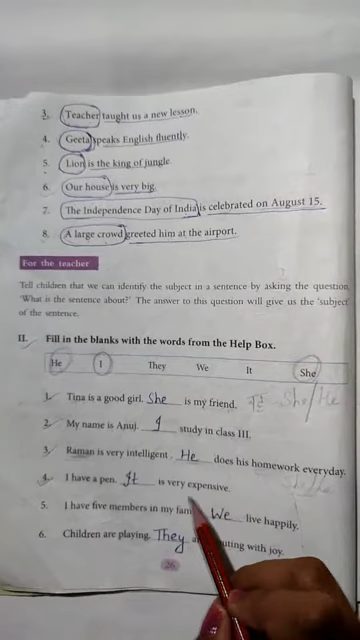 3. Teacher taught us a new lesson.
4. Geeta speaks English fluently.
5. Lion is the king of jungle.
6. Our house is very big.
7. The Independence Day of India is celebrated on August 15.
8. A large crowd greeted him at the airport.
For the teacher
Tell children that we can identify the subject in a sentence by asking the question
'What is the sentence about?' The answer to this question will give us the 'subject
of the sentence.
II. Fill in the blanks with the words from the Help Box.
He I They We It She
1. Tina is a good girl. She is my friend. She/He
2. My name is Anuj. I study in class III.
3. Raman is very intelligent. He does his homework everyday.
4. I have a pen. It is very expensive.
5. I have five members in my We live happily.
6. Children are playing. They with joy.
26